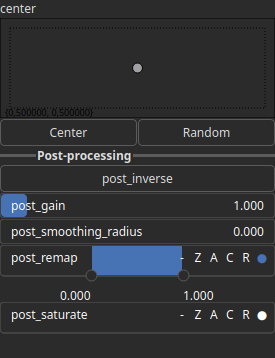 center
(0.500000, 0.500000)
Center Random
Post-processing
post_inverse
post_gain 1.000
post_smoothing_radius 0.000
post_remap - Z A C R
0.000 1.000
post_saturate - Z A C R